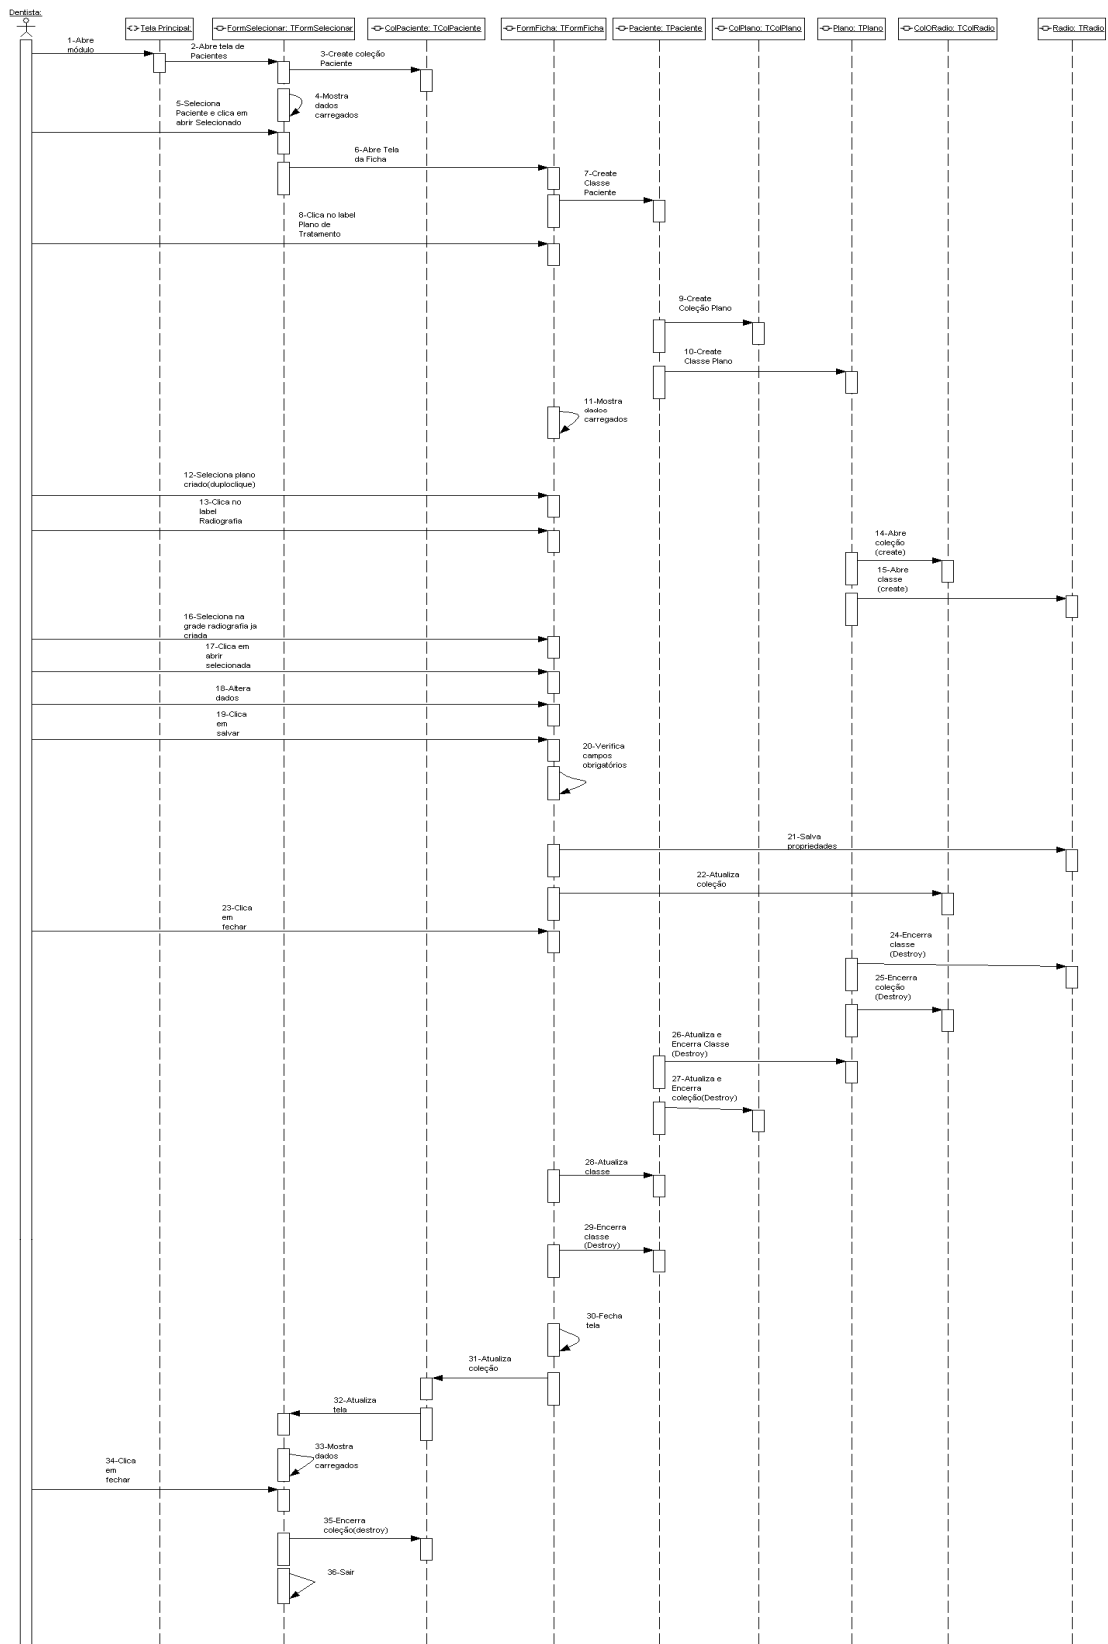 Dentista:
Tela Principal:
FormSelecionar: TFormSelecionar
ColPaciente: TColPaciente
FormFicha: TFormFicha
Paciente: TPaciente
ColPlano: TColPlano
Plano: TPlano
ColORadio: TColRadio
Radio: TRadio
1-Abre
módulo
2-Abre tela de
Pacientes
3-Create coleção
Paciente
4-Mostra
dados
carregados
5-Seleciona
Paciente e clica em
abrir Selecionado
6-Abre Tela
da Ficha
7-Create
Classe
Paciente
8-Clica no label
Plano de
Tratamento
9-Create
Coleção Plano
10-Create
Classe Plano
11-Mostra
dados
carregados
12-Seleciona plano
criado(duploclique)
13-Clica no
label
Radiografia
14-Abre
coleção
(create)
15-Abre
classe
(create)
16-Seleciona na
grade radiografia ja
criada
17-Clica em
abrir
selecionada
18-Altera
dados
19-Clica
em
salvar
20-Verifica
campos
obrigatórios
21-Salva
propriedades
22-Atualiza
coleção
23-Clica
em
fechar
24-Encerra
classe
(Destroy)
25-Encerra
coleção
(Destroy)
26-Atualiza e
Encerra Classe
(Destroy)
27-Atualiza e
Encerra
coleção(Destroy)
28-Atualiza
classe
29-Encerra
classe
(Destroy)
30-Fecha
tela
31-Atualiza
coleção
32-Atualiza
tela
33-Mostra
dados
carregados
34-Clica
em
fechar
35-Encerra
coleção(destroy)
36-Sair